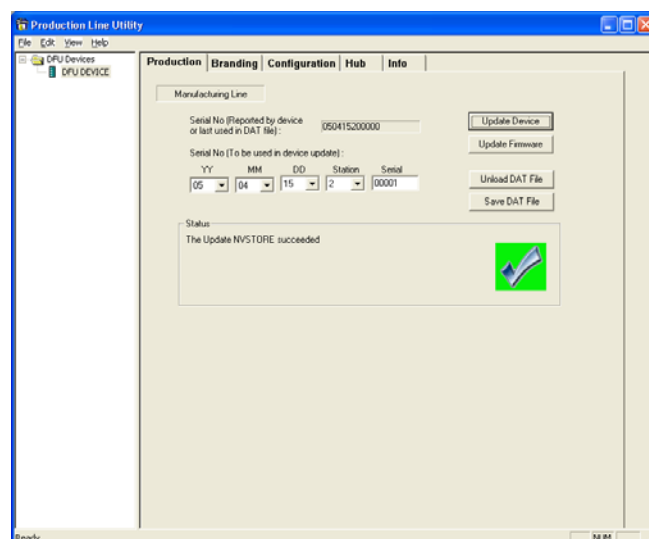 Production Line Utility
File Edit View Help
DFU Devices
DFU DEVICE
Production Branding Configuration Hub Info
Manufacturing Line
Serial No (Reported by device
or last used in DAT file) :
050415200000
Update Device
Update Firmware
Serial No (To be used in device update) :
YY MM DD Station Serial
05 04 15 2 00001
Unload DAT File
Save DAT File
Status
The Update NVSTORE succeeded
Ready
NUM